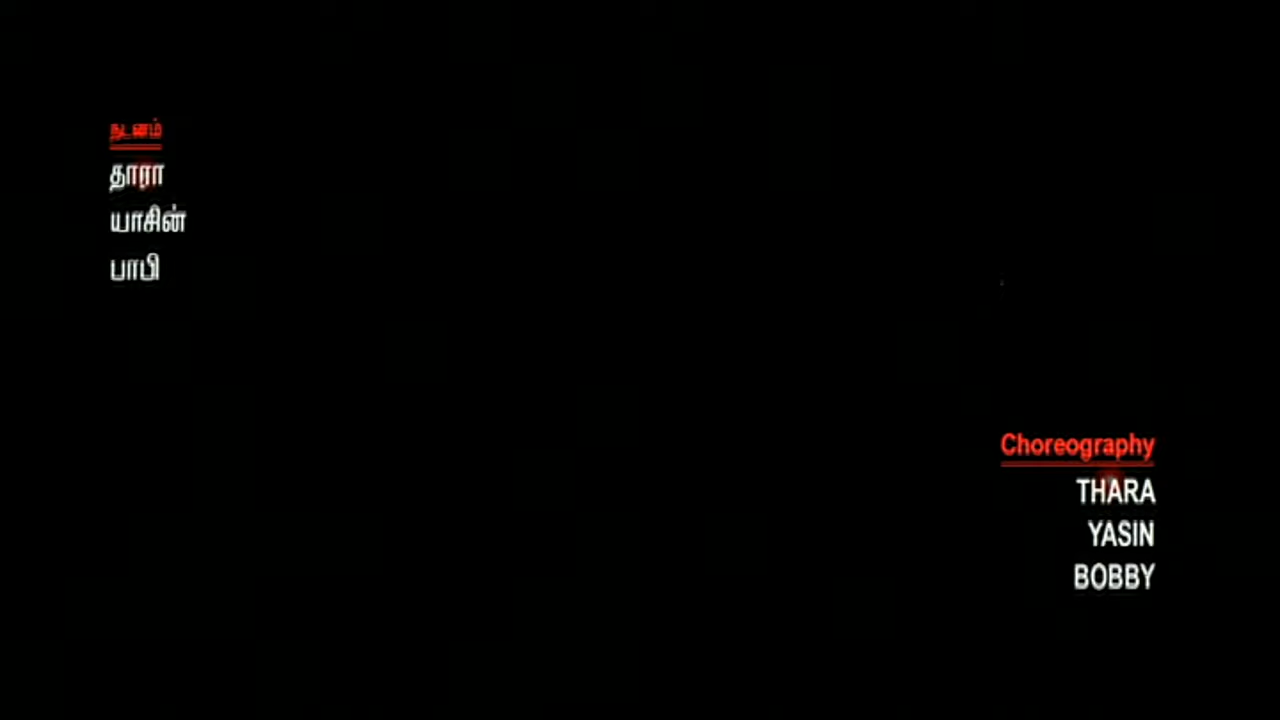 நடனம்
தாரா
யாசின்
பாபி
Choreography
THARA
YASIN
BOBBY